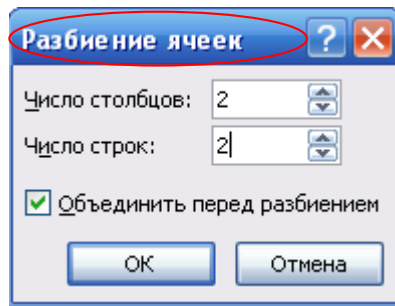 Разбиение ячеек ?
Число столбцов: 2
Число строк: 2
Объединить перед разбиением
ОК Отмена